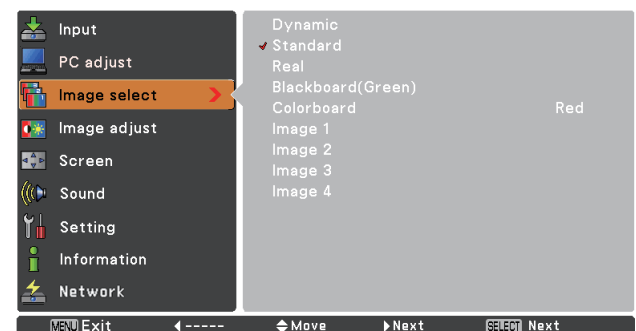 Input
PC adjust
Image select
Image adjust
Screen
Sound
Setting
Information
Network
Dynamic
Standard
Real
Blackboard(Green)
Colorboard Red
Image 1
Image 2
Image 3
Image 4
MENU Exit ----- Move Next SELECT Next